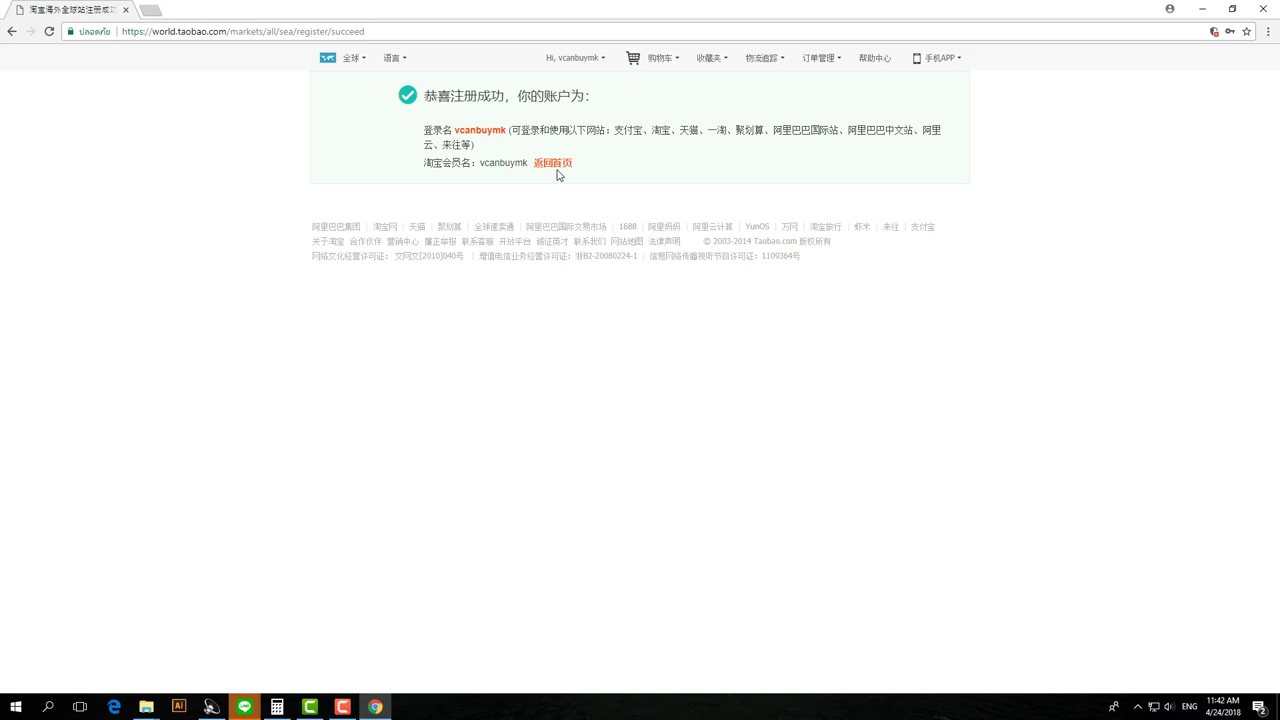 淘宝海外全球站注册成功
ปลอดภัย https://world.taobao.com/markets/all/sea/register/succeed
全球 语言 Hi, vcanbuymk 购物车 收藏夹 物流追踪 订单管理 帮助中心 手机APP
恭喜注册成功，你的账户为：
登录名 vcanbuymk (可登录和使用以下网站：支付宝、淘宝、天猫、一淘、聚划算、阿里巴巴国际站、阿里巴巴中文站、阿里
云、来往等)
淘宝会员名：vcanbuymk 返回首页
阿里巴巴集团 | 淘宝网 | 天猫 | 聚划算 | 全球速卖通 | 阿里巴巴国际交易市场 | 1688 | 阿里妈妈 | 阿里云计算 | YunOS | 万网 | 淘宝旅行 | 虾米 | 来往 | 支付宝
关于淘宝 合作伙伴 营销中心 廉正举报 联系客服 开放平台 诚征英才 联系我们 网站地图 法律声明 © 2003-2014 Taobao.com 版权所有
网络文化经营许可证：文网文[2010]040号 | 增值电信业务经营许可证：浙B2-20080224-1 | 信息网络传播视听节目许可证：1109364号
Ai LINE ENG 11:42 AM
4/24/2018 2